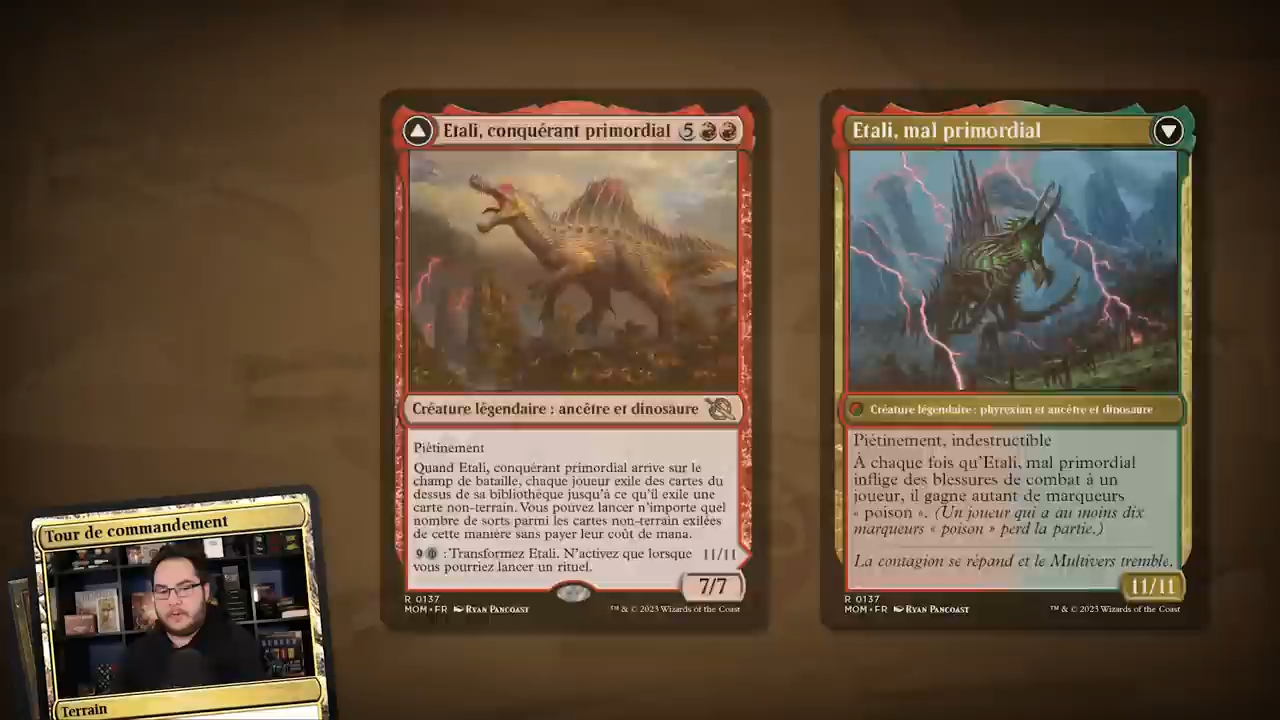 Etali, conquérant primordial 5
Créature légendaire : ancêtre et dinosaure
Piétinement
Quand Etali, conquérant primordial arrive sur le
champ de bataille, chaque joueur exile des cartes du
dessus de sa bibliothèque jusqu'à ce qu'il exile une
carte non-terrain. Vous pouvez lancer n'importe quel
nombre de sorts parmi les cartes non-terrain exilées
de cette manière sans payer leur coût de mana.
9 : Transformez Etali. N'activez que lorsque 11/11
vous pourriez lancer un rituel.
7/7
R 0137
MOM • FR Ryan Pancoast ™ & © 2023 Wizards of the Coast
Etali, mal primordial
Créature légendaire : phyrexian et ancêtre et dinosaure
Piétinement, indestructible
À chaque fois qu'Etali, mal primordial
inflige des blessures de combat à un
joueur, il gagne autant de marqueurs
« poison ». (Un joueur qui a au moins dix
marqueurs « poison » perd la partie.)
La contagion se répand et le Multivers tremble.
11/11
R 0137
MOM • FR Ryan Pancoast ™ & © 2023 Wizards of the Coast
Tour de commandement
Terrain